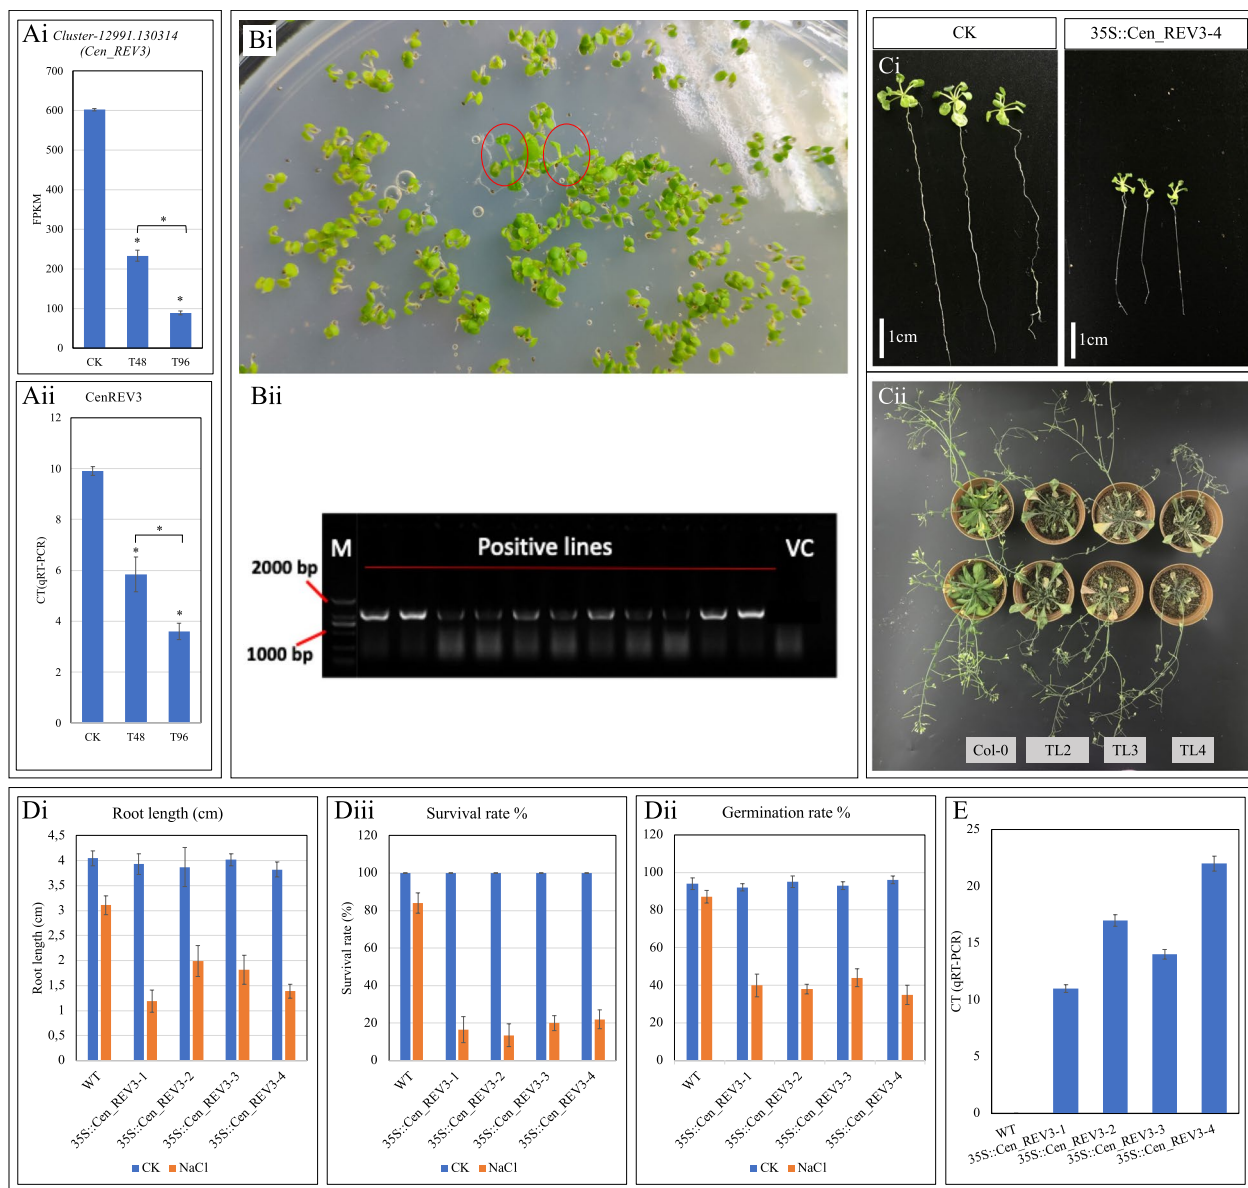 Ai
Cluster-12991.130314
(Cen_REV3)
700
600
500
400
300
200
100
0
FPKM
*
*
*
CK T48 T96
Aii
CenREV3
12
10
8
6
4
2
0
CT(qRT-PCR)
*
*
*
CK T48 T96
Bi
Bii
M Positive lines VC
2000 bp
1000 bp
CK 35S::Cen_REV3-4
Ci
1cm 1cm
Cii
Col-0 TL2 TL3 TL4
Di
Root length (cm)
4,5
4
3,5
3
2,5
2
1,5
1
0,5
0
Root length (cm)
WT
35S::Cen_REV3-1
35S::Cen_REV3-2
35S::Cen_REV3-3
35S::Cen_REV3-4
CK NaCl
Diii
Survival rate %
120
100
80
60
40
20
0
Survival rate (%)
WT
35S::Cen_REV3-1
35S::Cen_REV3-2
35S::Cen_REV3-3
35S::Cen_REV3-4
CK NaCl
Dii
Germination rate %
120
100
80
60
40
20
0
WT
35S::Cen_REV3-1
35S::Cen_REV3-2
35S::Cen_REV3-3
35S::Cen_REV3-4
CK NaCl
E
25
20
15
10
5
0
CT (qRT-PCR)
WT
35S::Cen_REV3-1
35S::Cen_REV3-2
35S::Cen_REV3-3
35S::Cen_REV3-4